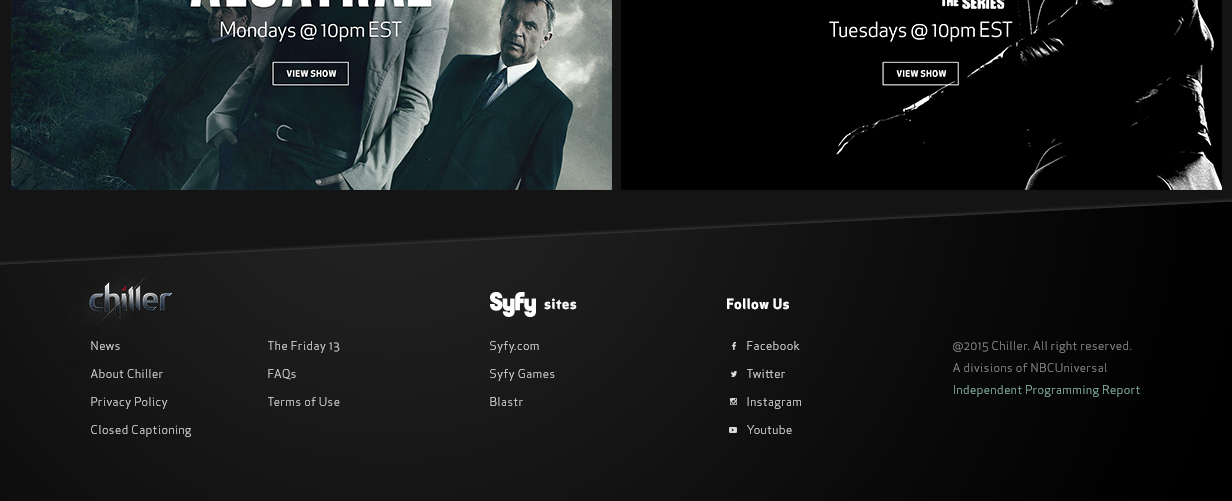 ALCATRAZ
Mondays @ 10pm EST
VIEW SHOW
THE SERIES
Tuesdays @ 10pm EST
VIEW SHOW
chiller
News
About Chiller
Privacy Policy
Closed Captioning
The Friday 13
FAQs
Terms of Use
Syfy sites
Syfy.com
Syfy Games
Blastr
Follow Us
Facebook
Twitter
Instagram
Youtube
@2015 Chiller. All right reserved.
A divisions of NBCUniversal
Independent Programming Report